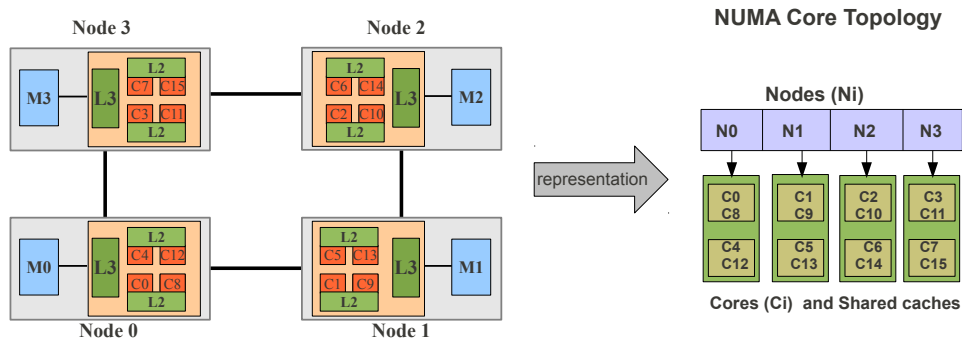 NUMA Core Topology
Node 3
Node 2
M3
L3
L2
C7 C15
C3 C11
L2
L2
C6 C14
C2 C10
L2
L3
M2
M0
L3
L2
C4 C12
C0 C8
L2
L2
C5 C13
C1 C9
L2
L3
M1
Node 0
Node 1
representation
Nodes (Ni)
N0 N1 N2 N3
C0 C1 C2 C3
C8 C9 C10 C11
C4 C5 C6 C7
C12 C13 C14 C15
Cores (Ci) and Shared caches